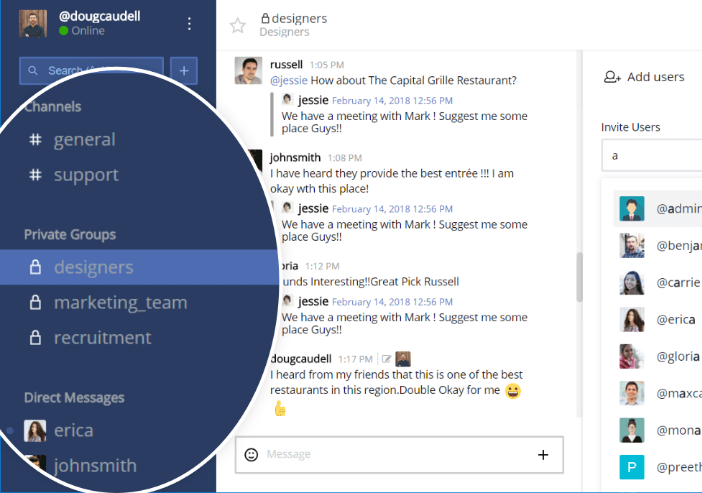 @dougcaudell
Online
Channels
general
support
Private Groups
designers
marketing_team
recruitment
Direct Messages
erica
johnsmith
designers
Designers
russell 1:05 PM
@jessie How about The Capital Grille Restaurant?
jessie February 14, 2018 12:56 PM
We have a meeting with Mark ! Suggest me some
place Guys!!
johnsmith 1:08 PM
I have heard they provide the best entrée !!! I am
okay wth this place!
jessie February 14, 2018 12:56 PM
We have a meeting with Mark ! Suggest me some
place Guys!!
oria 1:12 PM
unds Interesting!!Great Pick Russell
jessie February 14, 2018 12:56 PM
We have a meeting with Mark ! Suggest me some
place Guys!!
dougcaudell 1:17 PM
I heard from my friends that this is one of the best
restaurants in this region.Double Okay for me 😀
👍
Message
Add users
Invite Users
a
@admin
@benja
@carrie
@erica
@gloria
@maxca
@mona
P @preeth